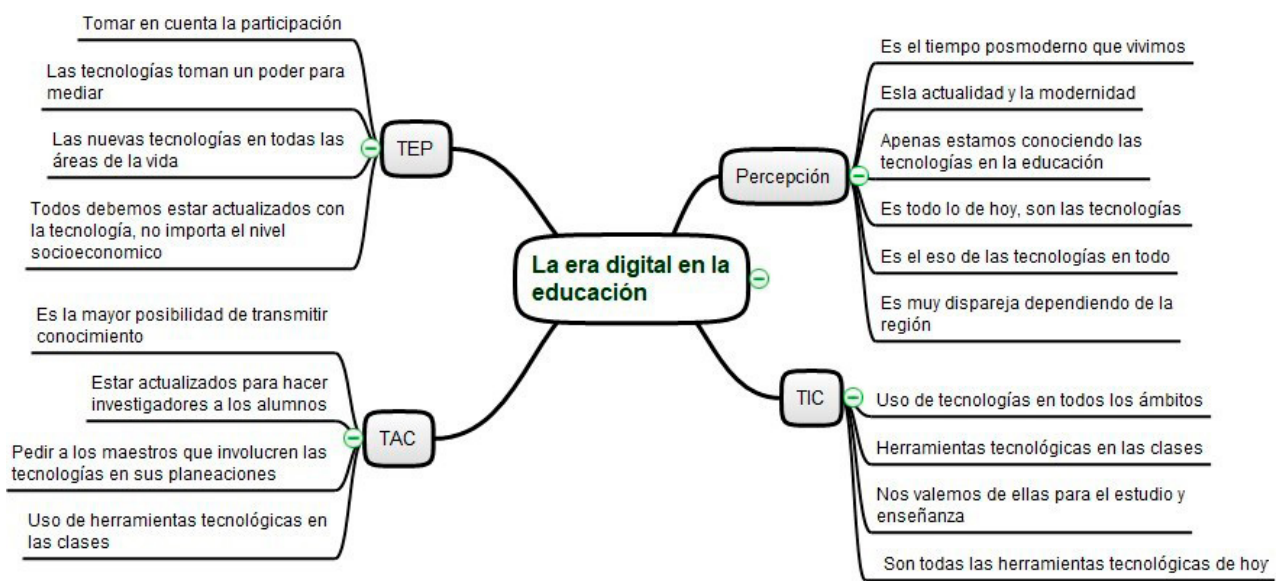 La era digital en la
educación
TEP
Tomar en cuenta la participación
Las tecnologías toman un poder para
mediar
Las nuevas tecnologías en todas las
áreas de la vida
Todos debemos estar actualizados con
la tecnología, no importa el nivel
socioeconomico
TAC
Es la mayor posibilidad de transmitir
conocimiento
Estar actualizados para hacer
investigadores a los alumnos
Pedir a los maestros que involucren las
tecnologías en sus planeaciones
Uso de herramientas tecnológicas en
las clases
Percepción
Es el tiempo posmoderno que vivimos
Esla actualidad y la modernidad
Apenas estamos conociendo las
tecnologías en la educación
Es todo lo de hoy, son las tecnologías
Es el eso de las tecnologías en todo
Es muy dispareja dependiendo de la
región
TIC
Uso de tecnologías en todos los ámbitos
Herramientas tecnológicas en las clases
Nos valemos de ellas para el estudio y
enseñanza
Son todas las herramientas tecnológicas de hoy